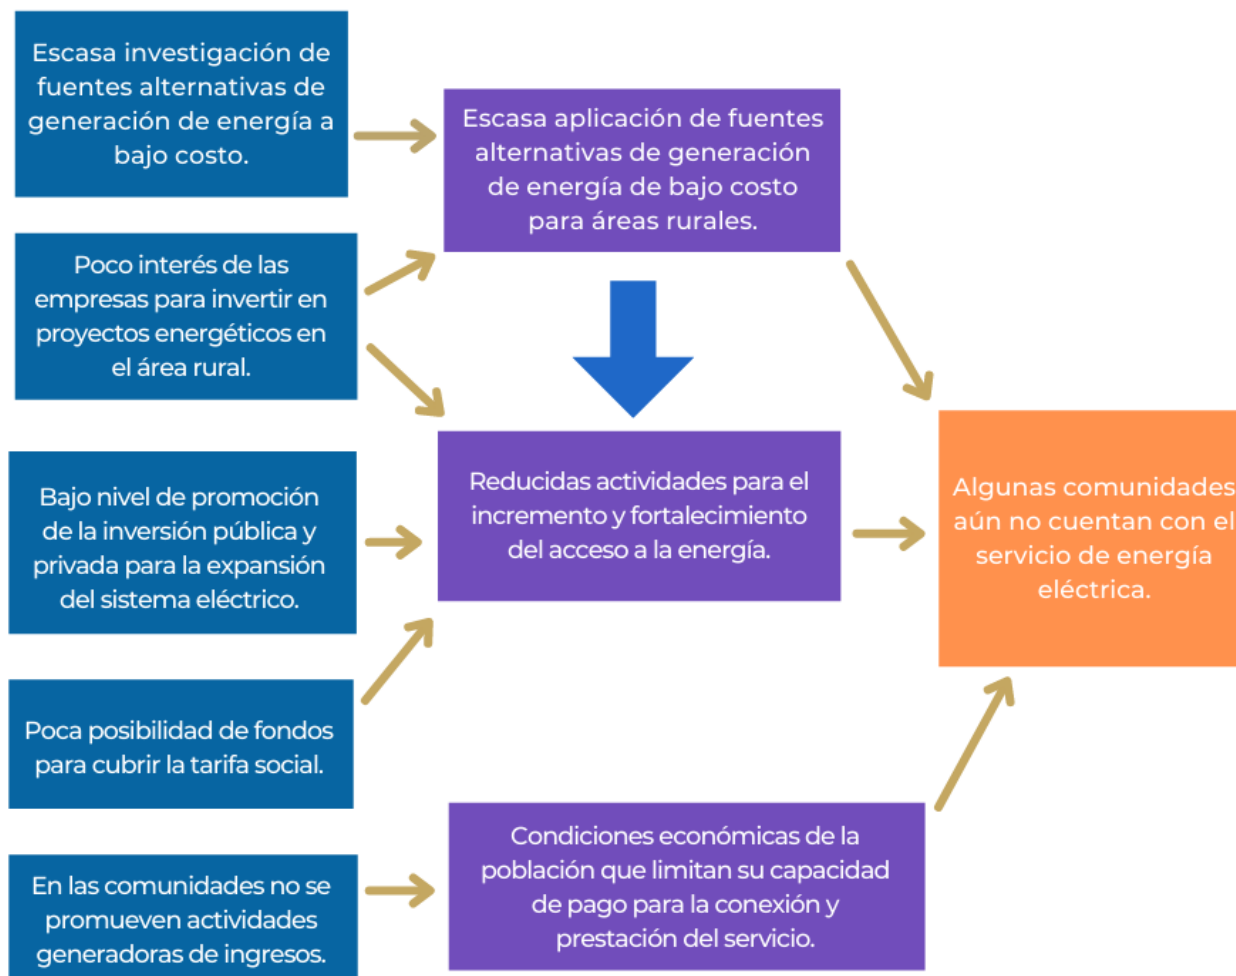 Escasa investigación de
fuentes alternativas de
generación de energía a
bajo costo.
Escasa aplicación de fuentes
alternativas de generación
de energía de bajo costo
para áreas rurales.
Poco interés de las
empresas para invertir en
proyectos energéticos en
el área rural.
Bajo nivel de promoción
de la inversión pública y
privada para la expansión
del sistema eléctrico.
Reducidas actividades para el
incremento y fortalecimiento
del acceso a la energía.
Algunas comunidades
aún no cuentan con el
servicio de energía
eléctrica.
Poca posibilidad de fondos
para cubrir la tarifa social.
En las comunidades no se
promueven actividades
generadoras de ingresos.
Condiciones económicas de la
población que limitan su capacidad
de pago para la conexión y
prestación del servicio.